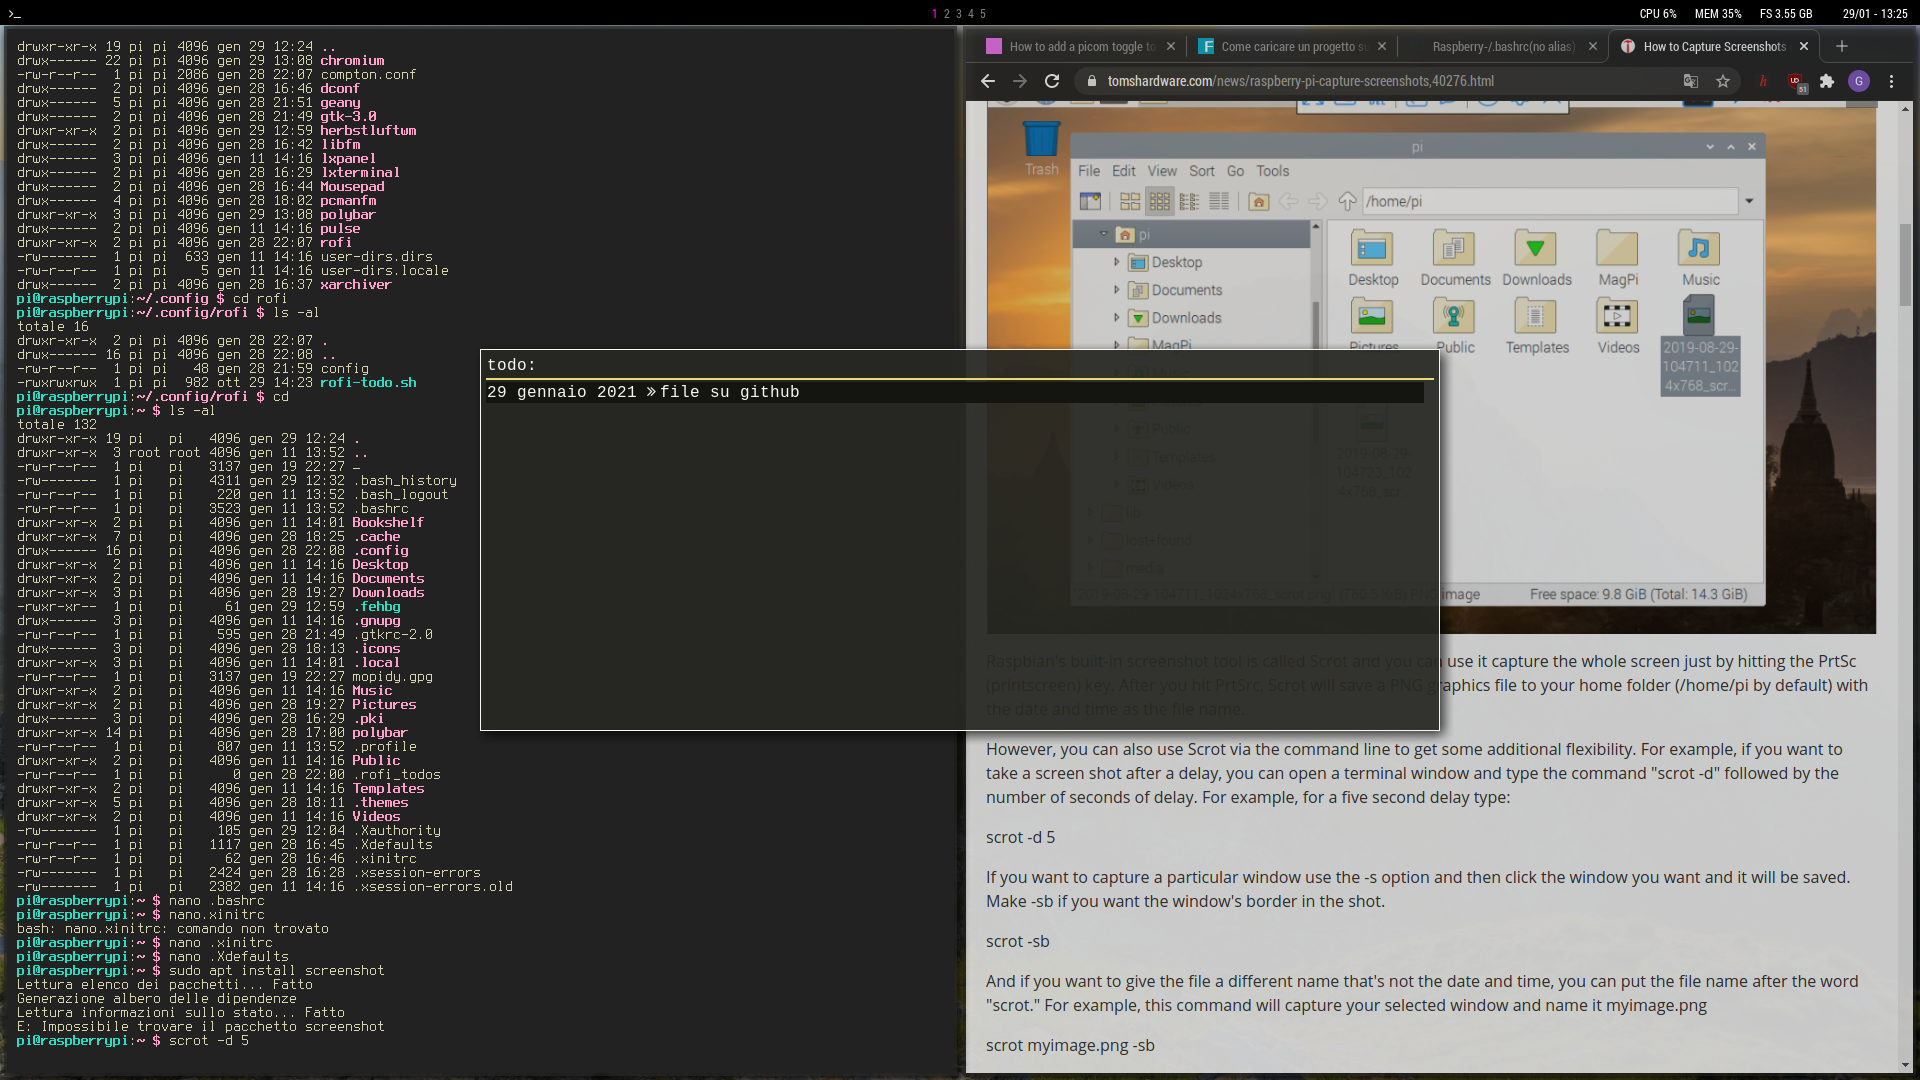 >_
1 2 3 4 5
CPU 6% MEM 35% FS 3.55 GB 29/01 - 13:25
drwxr-xr-x 19 pi pi 4096 gen 29 12:24 ..
drwx------ 22 pi pi 4096 gen 29 13:08 chromium
-rw-r--r-- 1 pi pi 2086 gen 28 22:07 compton.conf
drwx------ 2 pi pi 4096 gen 28 16:46 dconf
drwx------ 5 pi pi 4096 gen 28 21:51 geany
drwxr-xr-x 2 pi pi 4096 gen 28 21:49 gtk-3.0
drwxr-xr-x 2 pi pi 4096 gen 29 12:59 herbstluftwm
drwxr-xr-x 2 pi pi 4096 gen 28 16:42 libfm
drwx------ 3 pi pi 4096 gen 11 14:16 lxpanel
drwxr-xr-x 2 pi pi 4096 gen 28 16:29 lxterminal
drwx------ 2 pi pi 4096 gen 28 16:44 Mousepad
drwx------ 4 pi pi 4096 gen 28 18:02 pcmanfm
drwxr-xr-x 3 pi pi 4096 gen 29 13:08 polybar
drwx------ 2 pi pi 4096 gen 11 14:16 pulse
drwxr-xr-x 2 pi pi 4096 gen 28 22:07 rofi
-rw-r--r-- 1 pi pi 633 gen 11 14:16 user-dirs.dirs
-rw-r--r-- 1 pi pi 5 gen 11 14:16 user-dirs.locale
drwxr-xr-x 2 pi pi 4096 gen 28 16:37 xarchiver
pi@raspberrypi:~/.config $ cd rofi
pi@raspberrypi:~/.config/rofi $ ls -al
totale 16
drwxr-xr-x 2 pi pi 4096 gen 28 22:07 .
drwx------ 16 pi pi 4096 gen 28 22:08 ..
-rw-r--r-- 1 pi pi 48 gen 28 21:59 config
-rwxrwxrwx 1 pi pi 982 ott 29 14:23 rofi-todo.sh
pi@raspberrypi:~/.config/rofi $ cd
pi@raspberrypi:~ $ ls -al
totale 132
drwxr-xr-x 19 pi pi 4096 gen 29 12:24 .
drwxr-xr-x 3 root root 4096 gen 11 13:52 ..
-rw-r--r-- 1 pi pi 3137 gen 19 22:27 _
-rw-r--r-- 1 pi pi 4311 gen 29 12:32 .bash_history
-rw-r--r-- 1 pi pi 220 gen 11 13:52 .bash_logout
-rw-r--r-- 1 pi pi 3523 gen 11 13:52 .bashrc
drwxr-xr-x 2 pi pi 4096 gen 11 14:01 Bookshelf
drwxr-xr-x 7 pi pi 4096 gen 28 18:25 .cache
drwx------ 16 pi pi 4096 gen 28 22:08 .config
drwxr-xr-x 2 pi pi 4096 gen 11 14:16 Desktop
drwxr-xr-x 2 pi pi 4096 gen 11 14:16 Documents
drwxr-xr-x 3 pi pi 4096 gen 28 19:27 Downloads
-rwxr-xr-- 1 pi pi 61 gen 29 12:59 .fehbg
drwx------ 3 pi pi 4096 gen 11 14:16 .gnupg
-rw-r--r-- 1 pi pi 595 gen 28 21:49 .gtkrc-2.0
drwxr-xr-x 3 pi pi 4096 gen 28 18:13 .icons
drwxr-xr-x 3 pi pi 4096 gen 11 14:01 .local
-rw-r--r-- 1 pi pi 3137 gen 19 22:27 mopidy.gpg
drwxr-xr-x 2 pi pi 4096 gen 11 14:16 Music
drwxr-xr-x 2 pi pi 4096 gen 28 19:27 Pictures
drwx------ 3 pi pi 4096 gen 28 16:29 .pki
drwxr-xr-x 14 pi pi 4096 gen 28 17:00 polybar
-rw-r--r-- 1 pi pi 807 gen 11 13:52 .profile
drwxr-xr-x 2 pi pi 4096 gen 11 14:16 Public
-rw-r--r-- 1 pi pi 0 gen 28 22:00 .rofi_todos
drwxr-xr-x 2 pi pi 4096 gen 11 14:16 Templates
drwxr-xr-x 5 pi pi 4096 gen 28 18:11 .themes
drwxr-xr-x 2 pi pi 4096 gen 11 14:16 Videos
-rw------- 1 pi pi 105 gen 29 12:04 .Xauthority
-rw-r--r-- 1 pi pi 1117 gen 28 16:45 .Xdefaults
-rw-r--r-- 1 pi pi 62 gen 28 16:46 .xinitrc
-rw------- 1 pi pi 2424 gen 28 16:28 .xsession-errors
-rw------- 1 pi pi 2382 gen 11 14:16 .xsession-errors.old
pi@raspberrypi:~ $ nano .bashrc
pi@raspberrypi:~ $ nano.xinitrc
bash: nano.xinitrc: comando non trovato
pi@raspberrypi:~ $ nano .xinitrc
pi@raspberrypi:~ $ nano .Xdefaults
pi@raspberrypi:~ $ sudo apt install screenshot
Lettura elenco dei pacchetti... Fatto
Generazione albero delle dipendenze
Lettura informazioni sullo stato... Fatto
E: Impossibile trovare il pacchetto screenshot
pi@raspberrypi:~ $ scrot -d 5
todo:
29 gennaio 2021 »file su github
How to add a picom toggle to
Come caricare un progetto su
Raspberry-/.bashrc(no alias)
How to Capture Screenshots
tomshardware.com/news/raspberry-pi-capture-screenshots,40276.html
51
G
Trash
pi
File Edit View Sort Go Tools
/home/pi
pi
Desktop
Documents
Downloads
MagPi
Public
Templates
Videos
lib
lost+found
media
Desktop Documents Downloads MagPi Music
Pictures Public Templates Videos
2019-08-29-
104711_102
4x768_scr...
2019-08-29-
104723_102
4x768_scr
"2019-08-29-104711_1024x768_scrot.png" (780.5 KiB) PNG image
Free space: 9.8 GiB (Total: 14.3 GiB)
Raspbian's built-in screenshot tool is called Scrot and you can use it capture the whole screen just by hitting the PrtSc
(printscreen) key. After you hit PrtSrc, Scrot will save a PNG graphics file to your home folder (/home/pi by default) with
the date and time as the file name.
However, you can also use Scrot via the command line to get some additional flexibility. For example, if you want to
take a screen shot after a delay, you can open a terminal window and type the command "scrot -d" followed by the
number of seconds of delay. For example, for a five second delay type:
scrot -d 5
If you want to capture a particular window use the -s option and then click the window you want and it will be saved.
Make -sb if you want the window's border in the shot.
scrot -sb
And if you want to give the file a different name that's not the date and time, you can put the file name after the word
"scrot." For example, this command will capture your selected window and name it myimage.png
scrot myimage.png -sb